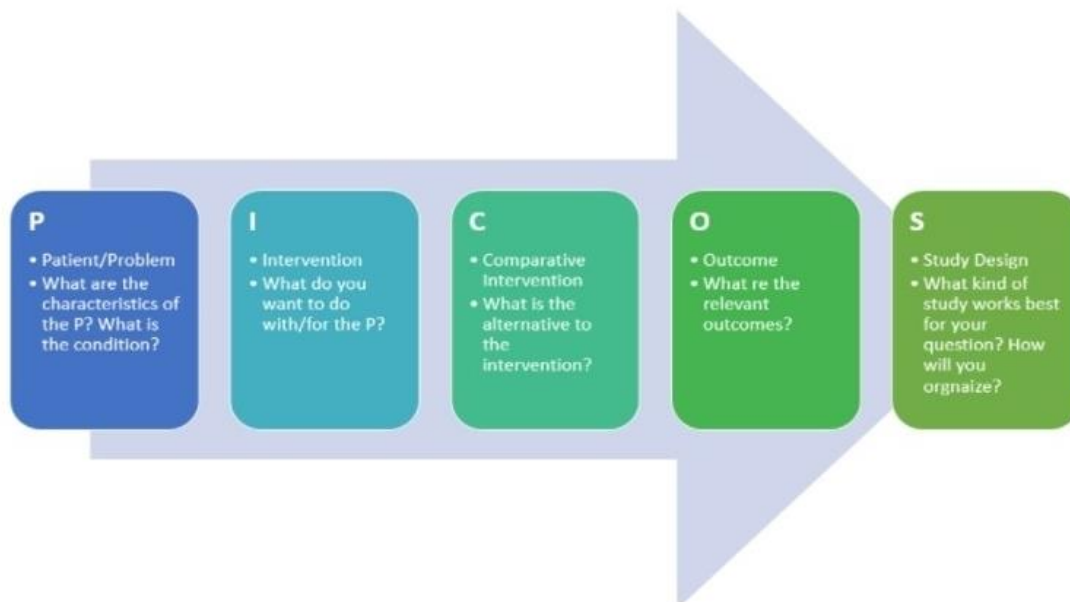 P
• Patient/Problem
• What are the
characteristics of
the P? What is
the condition?
I
• Intervention
• What do you
want to do
with/for the P?
C
• Comparative
Intervention
• What is the
alternative to
the
intervention?
O
• Outcome
• What re the
relevant
outcomes?
S
• Study Design
• What kind of
study works best
for your
question? How
will you
orgnaize?